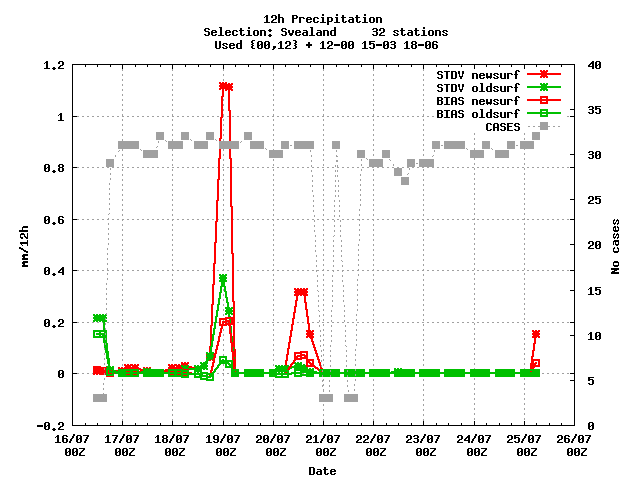 12h Precipitation
Selection: Svealand 32 stations
Used {00,12} + 12-00 15-03 18-06
STDV newsurf
STDV oldsurf
BIAS newsurf
BIAS oldsurf
CASES
mm/12h
1.2
1
0.8
0.6
0.4
0.2
0
-0.2
No cases
40
35
30
25
20
15
10
5
0
16/07 17/07 18/07 19/07 20/07 21/07 22/07 23/07 24/07 25/07 26/07
00Z 00Z 00Z 00Z 00Z 00Z 00Z 00Z 00Z 00Z 00Z
Date